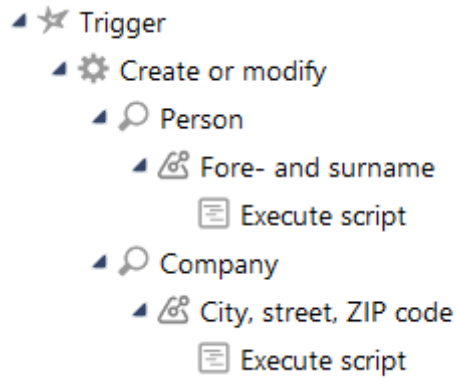 Trigger
Create or modify
Person
Fore- and surname
Execute script
Company
City, street, ZIP code
Execute script